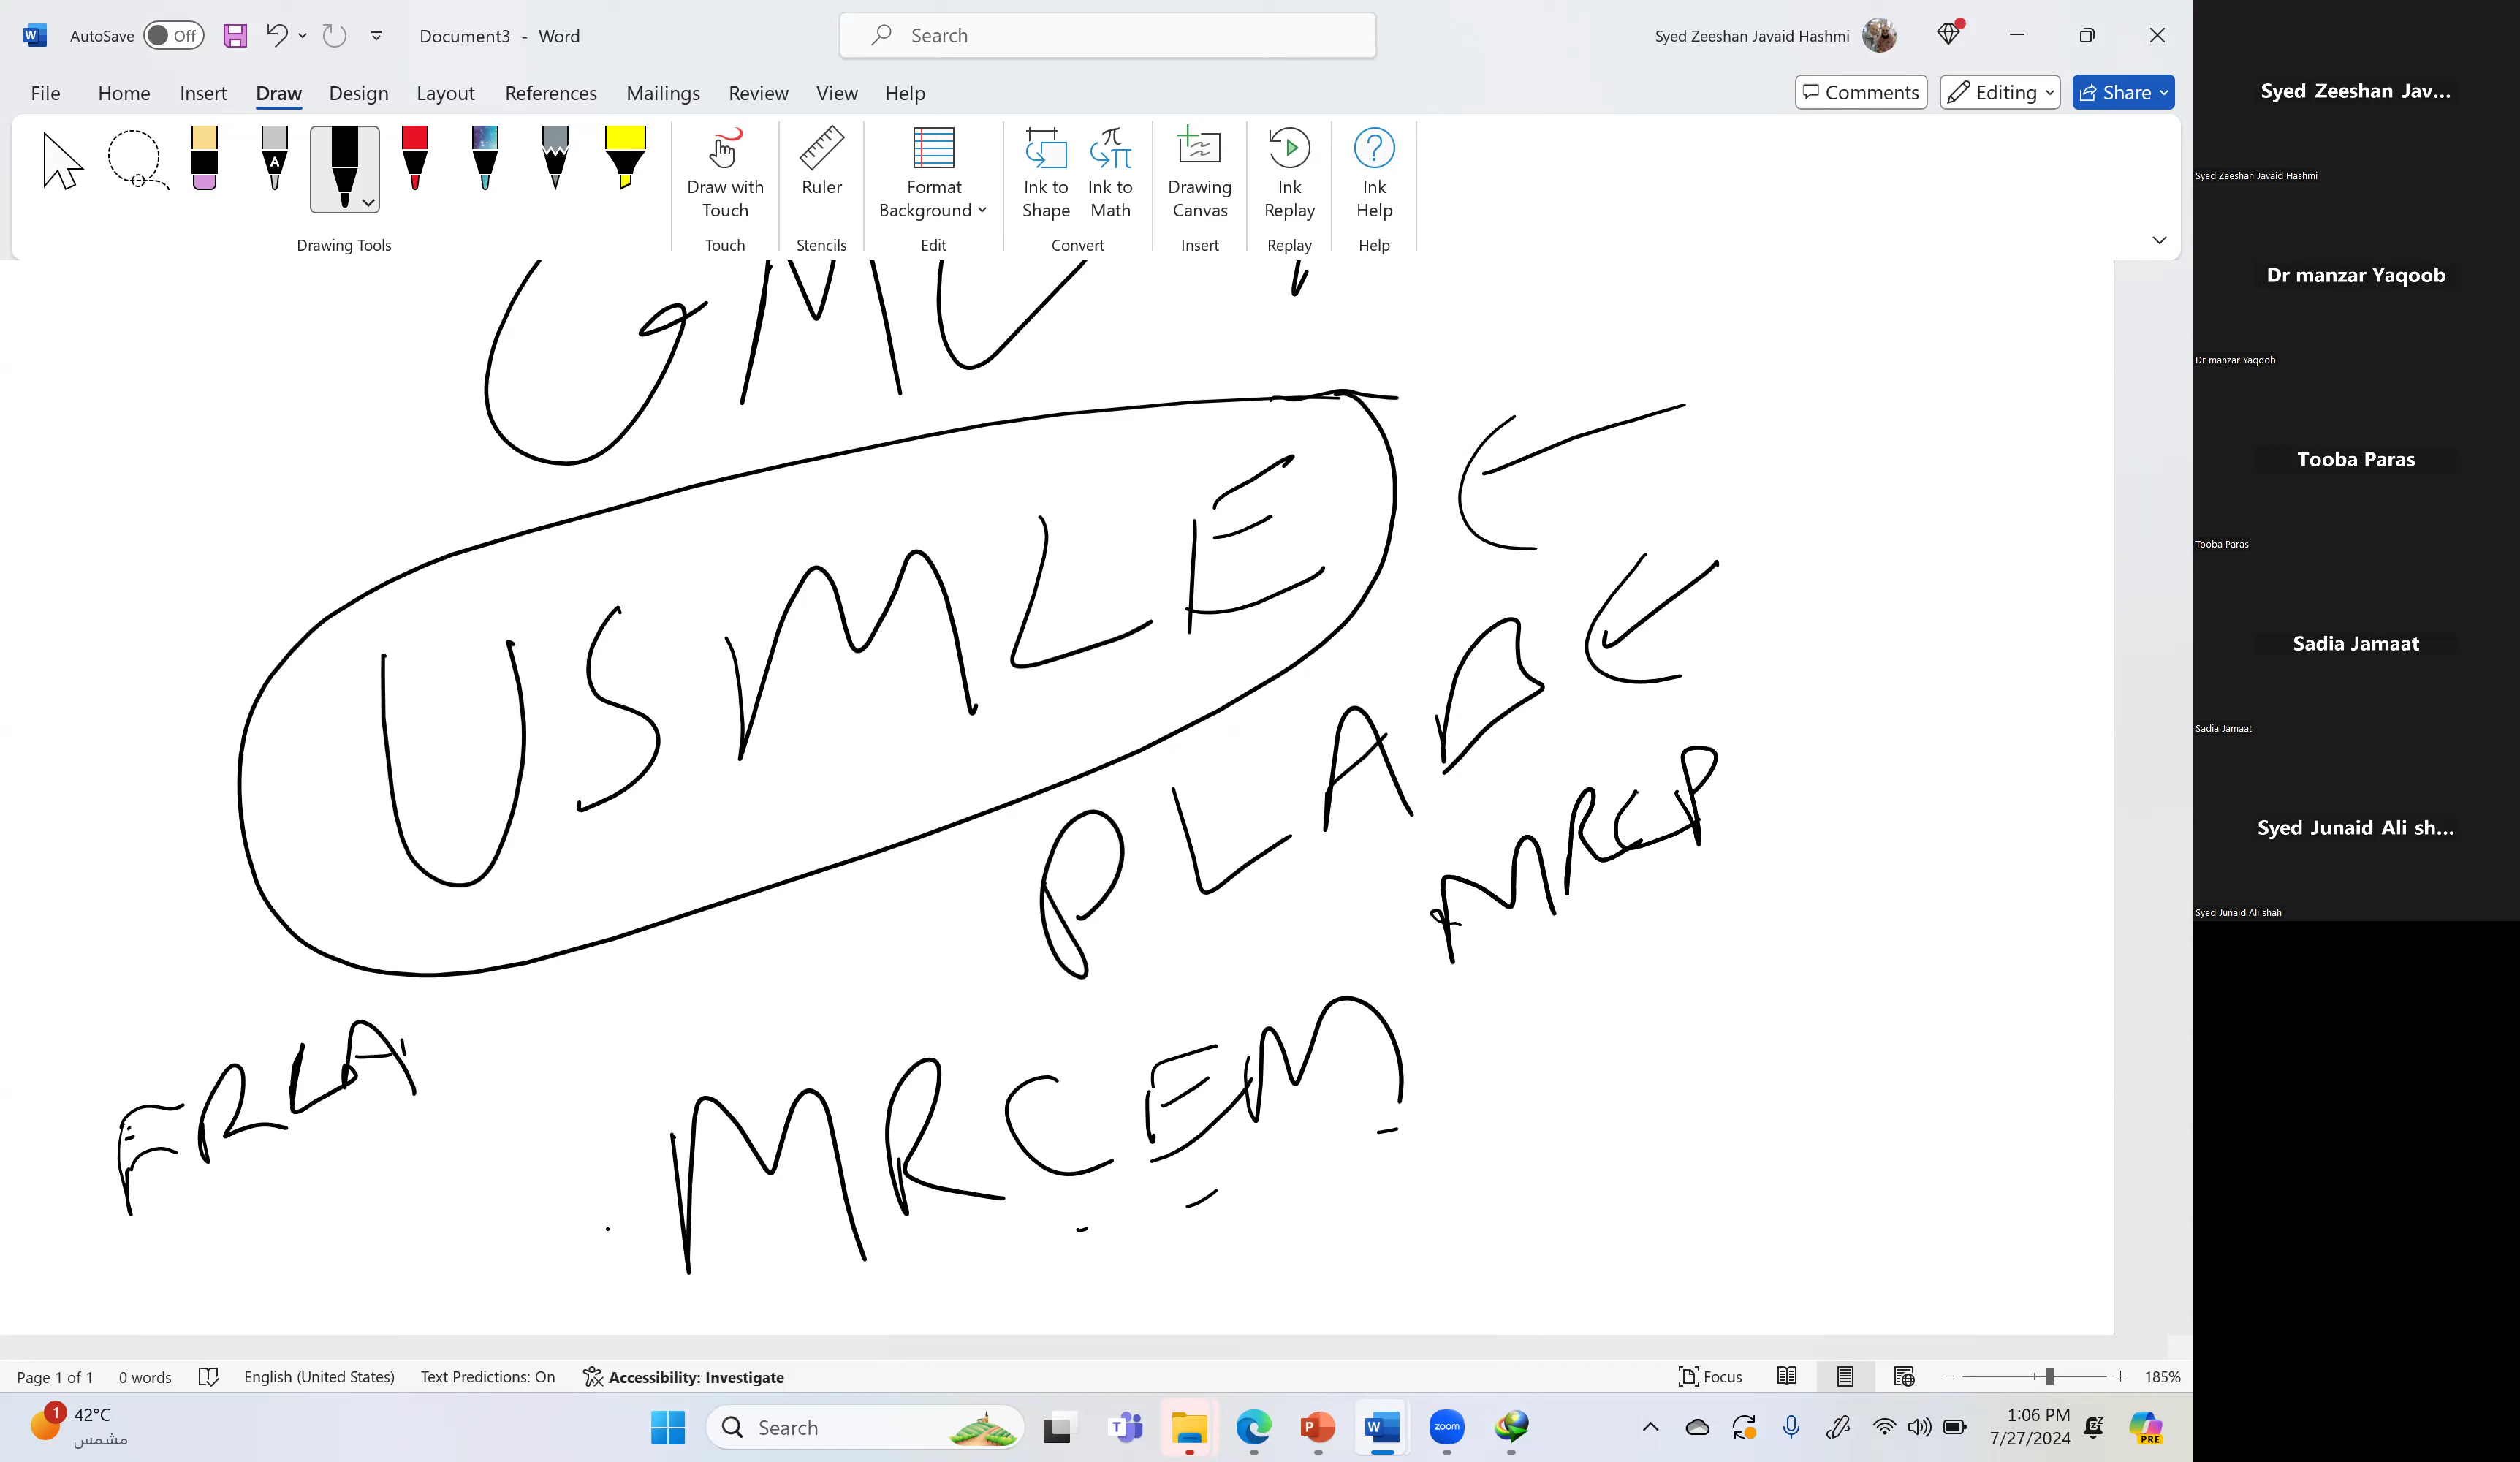 AutoSave Off Document3 - Word Search Syed Zeeshan Javaid Hashmi
File Home Insert Draw Design Layout References Mailings Review View Help Comments Editing Share
A
Draw with Touch
Ruler
Format Background
Ink to Shape
Ink to Math
π π
Drawing Canvas
Ink Replay
Ink Help
Drawing Tools Touch Stencils Edit Convert Insert Replay Help
GMC
USMLE
PLAB
MRCP
FRLA
MRCEM
Syed Zeeshan Jav...
Syed Zeeshan Javaid Hashmi
Dr manzar Yaqoob
Dr manzar Yaqoob
Tooba Paras
Tooba Paras
Sadia Jamaat
Sadia Jamaat
Syed Junaid Ali sh...
Syed Junaid Ali shah
Page 1 of 1 0 words English (United States) Text Predictions: On Accessibility: Investigate Focus 185%
1 42°C
مشمس
Search
zoom
1:06 PM
7/27/2024
PRE